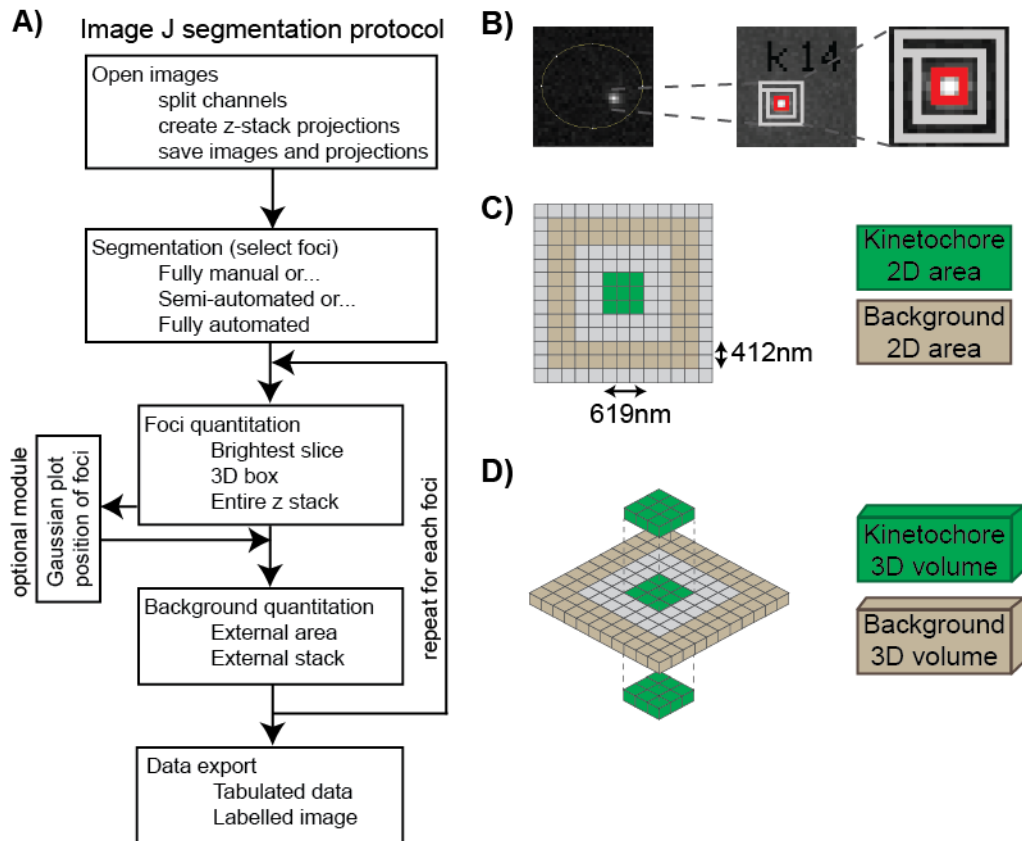 A)
Image J segmentation protocol
Open images
split channels
create z-stack projections
save images and projections
Segmentation (select foci)
Fully manual or...
Semi-automated or...
Fully automated
Foci quantitation
Brightest slice
3D box
Entire z stack
optional module
Gaussian plot
position of foci
Background quantitation
External area
External stack
repeat for each foci
Data export
Tabulated data
Labelled image
B)
k 14
C)
412nm
619nm
Kinetochore
2D area
Background
2D area
D)
Kinetochore
3D volume
Background
3D volume